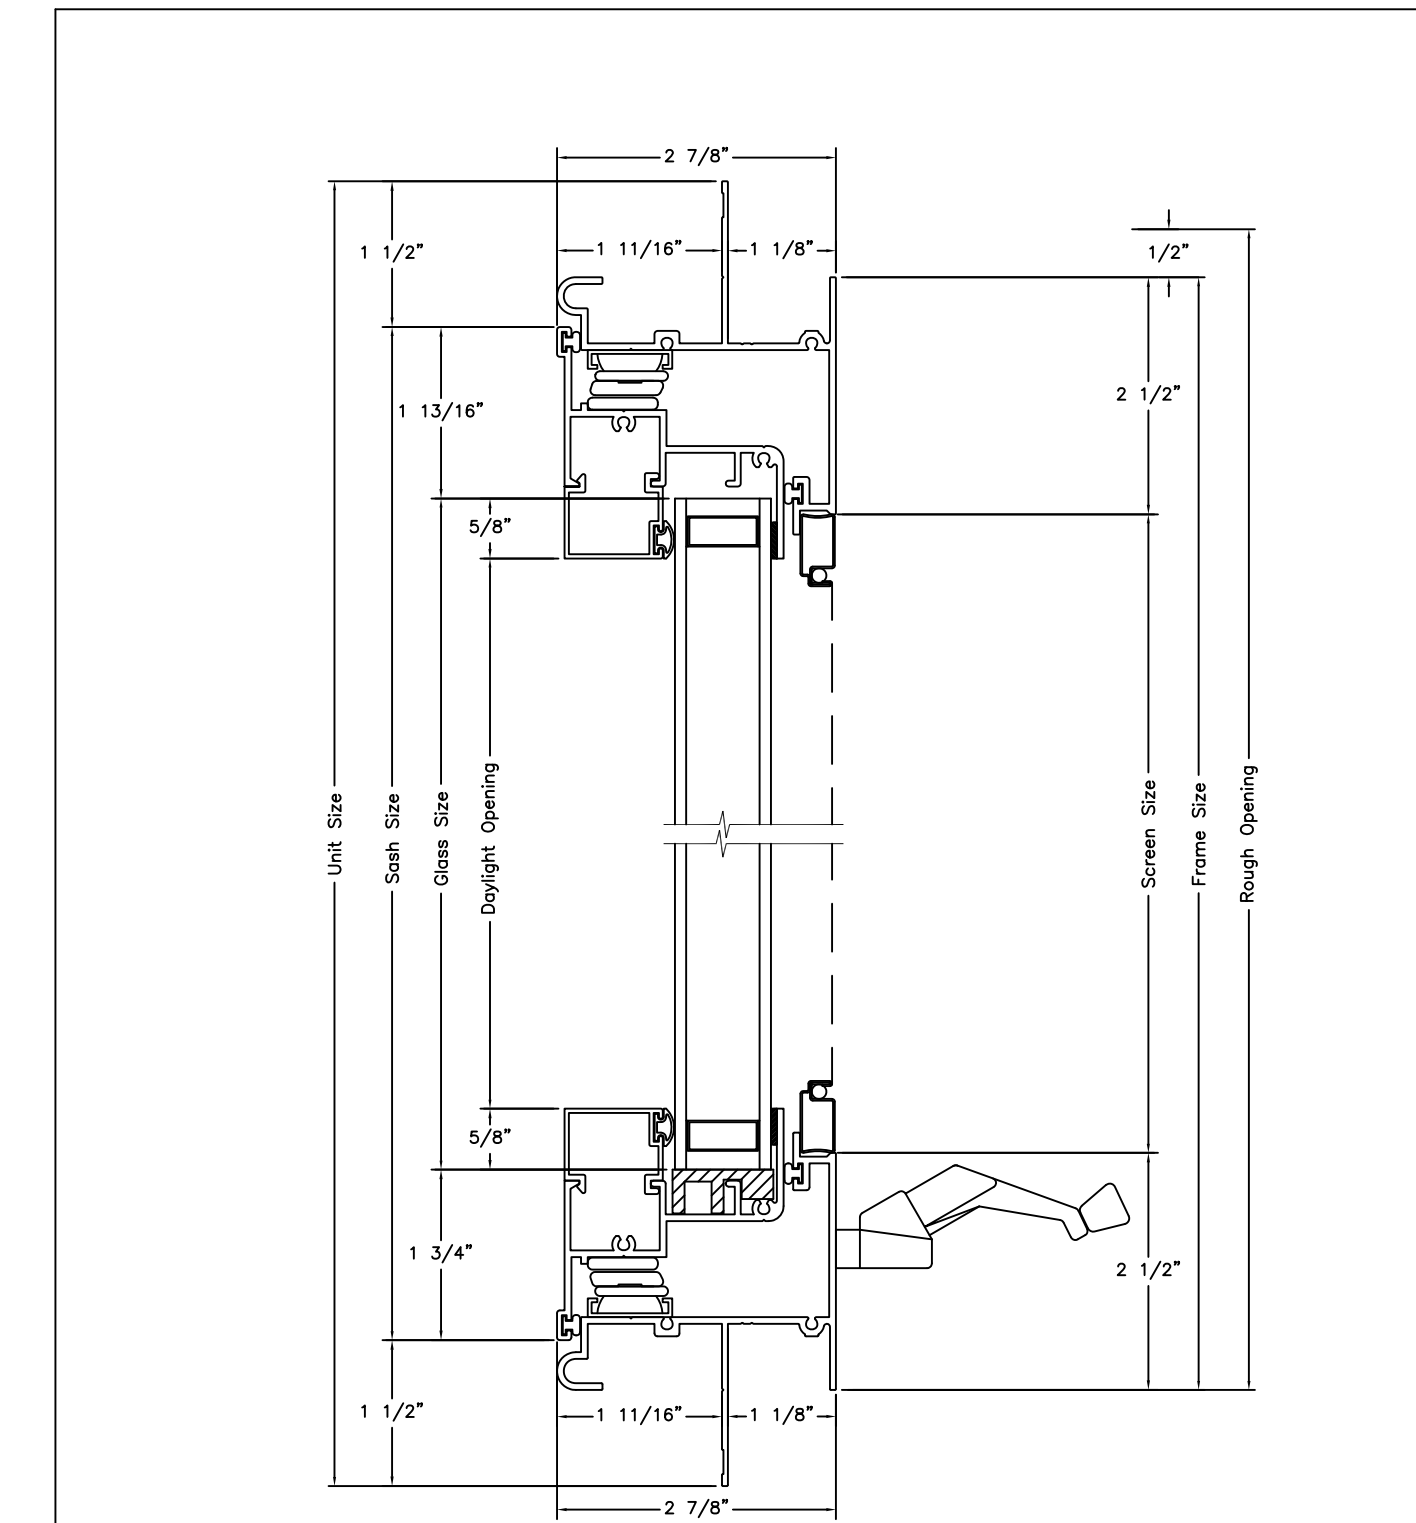 2 7/8”
1 11/16”
1 1/8”
1 1/2”
1/2”
1 13/16”
2 1/2”
5/8”
Unit Size
Sash Size
Glass Size
Daylight Opening
Screen Size
Frame Size
Rough Opening
5/8”
1 3/4”
2 1/2”
1 1/2”
1 11/16”
1 1/8”
2 7/8”